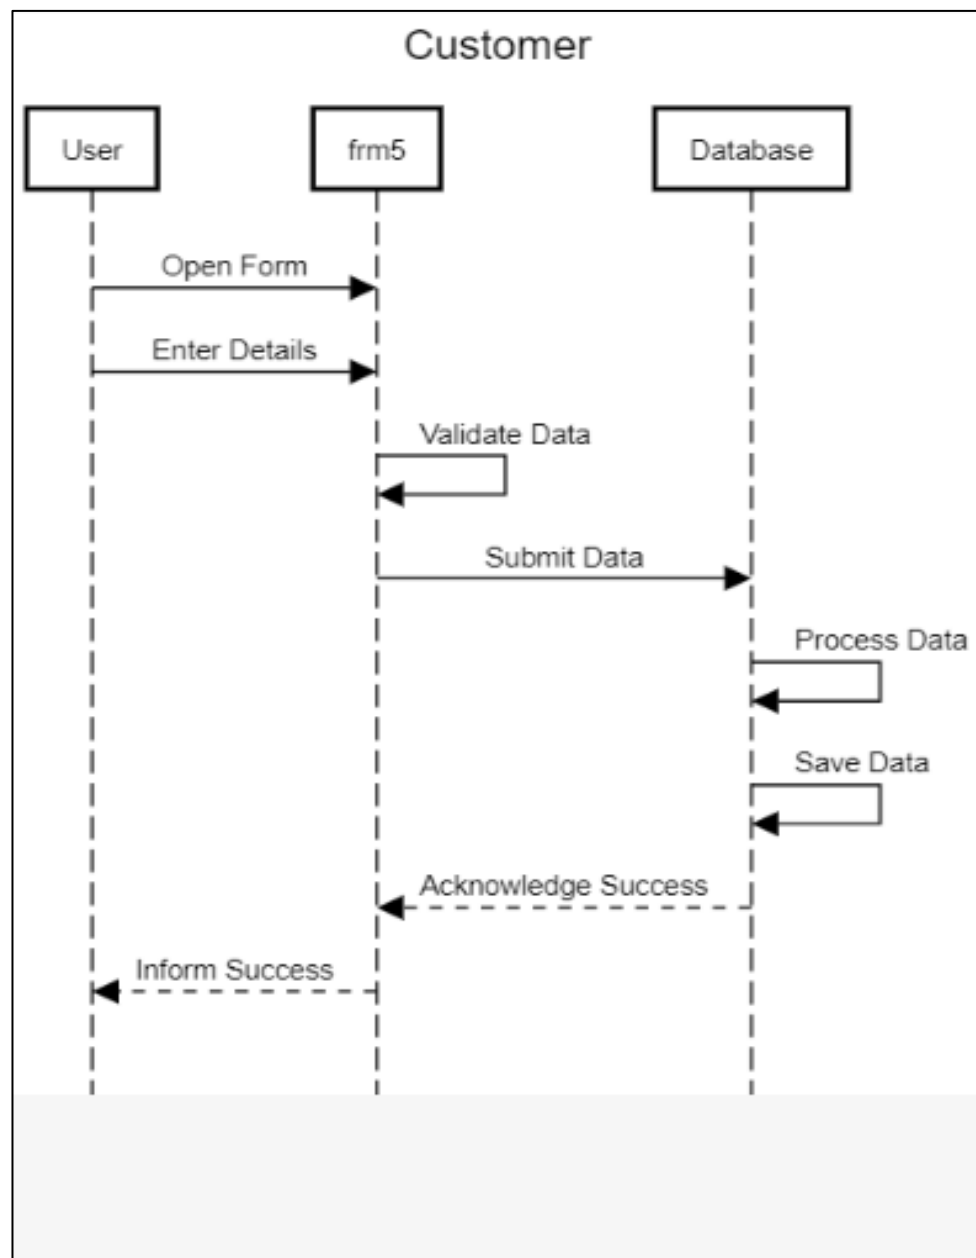 Customer
User
frm5
Database
Open Form
Enter Details
Validate Data
Submit Data
Process Data
Save Data
Acknowledge Success
Inform Success